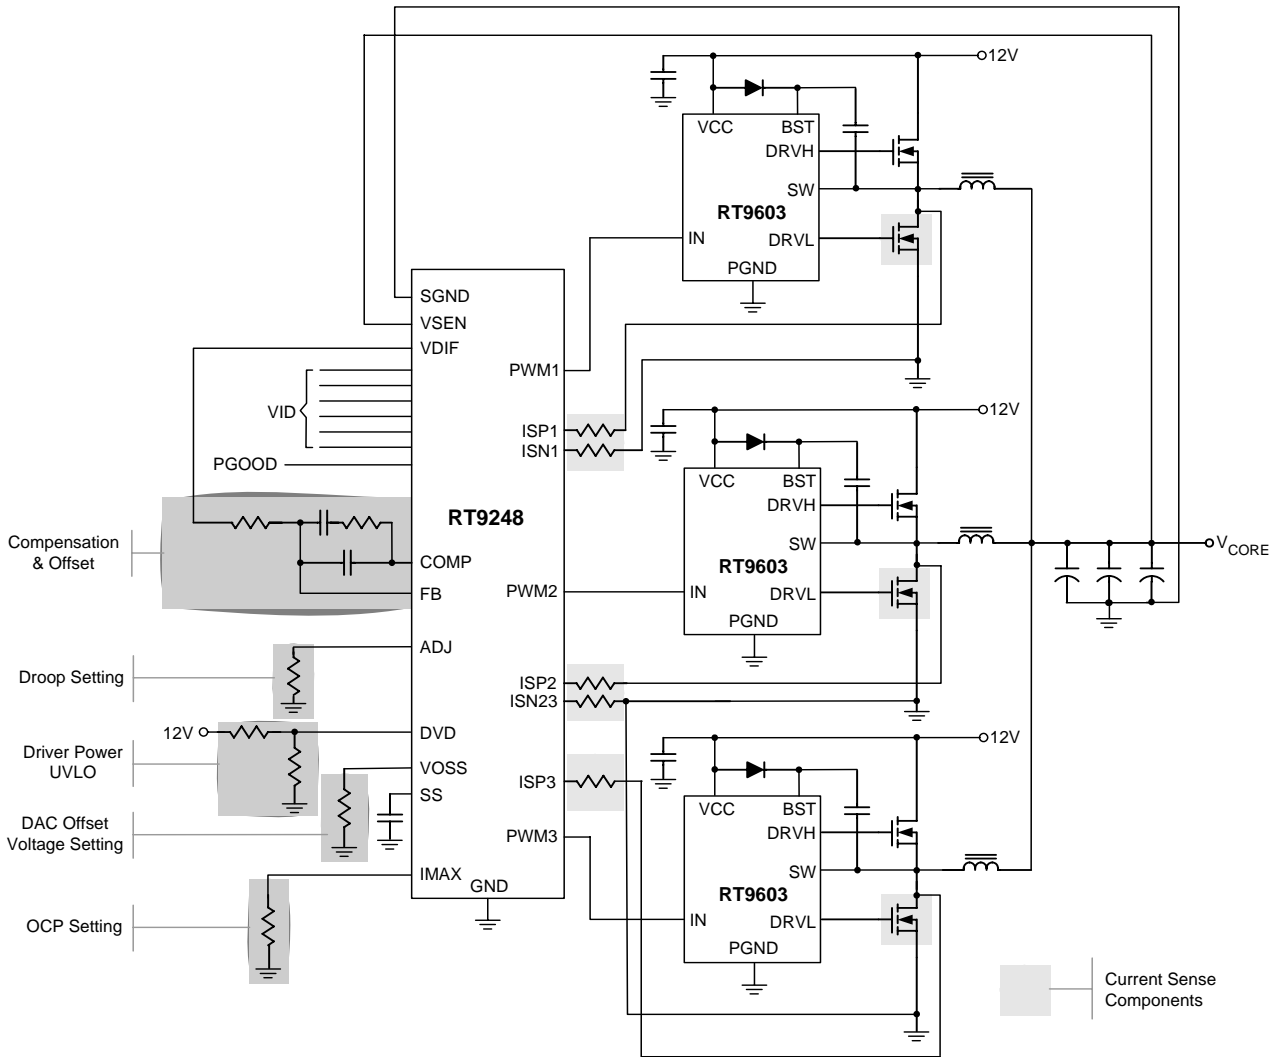 12V
VCC
BST
DRVH
SW
RT9603
IN
DRVL
PGND
SGND
VSEN
VDIF
PWM1
VID
ISP1
ISN1
PGOOD
12V
VCC
BST
DRVH
RT9248
SW
Compensation
& Offset
COMP
RT9603
VCORE
FB
PWM2
IN
DRVL
PGND
ADJ
Droop Setting
ISP2
ISN23
12V
DVD
12V
Driver Power
UVLO
VOSS
ISP3
SS
VCC
BST
DAC Offset
Voltage Setting
PWM3
DRVH
SW
IMAX
GND
RT9603
OCP Setting
IN
DRVL
PGND
Current Sense
Components